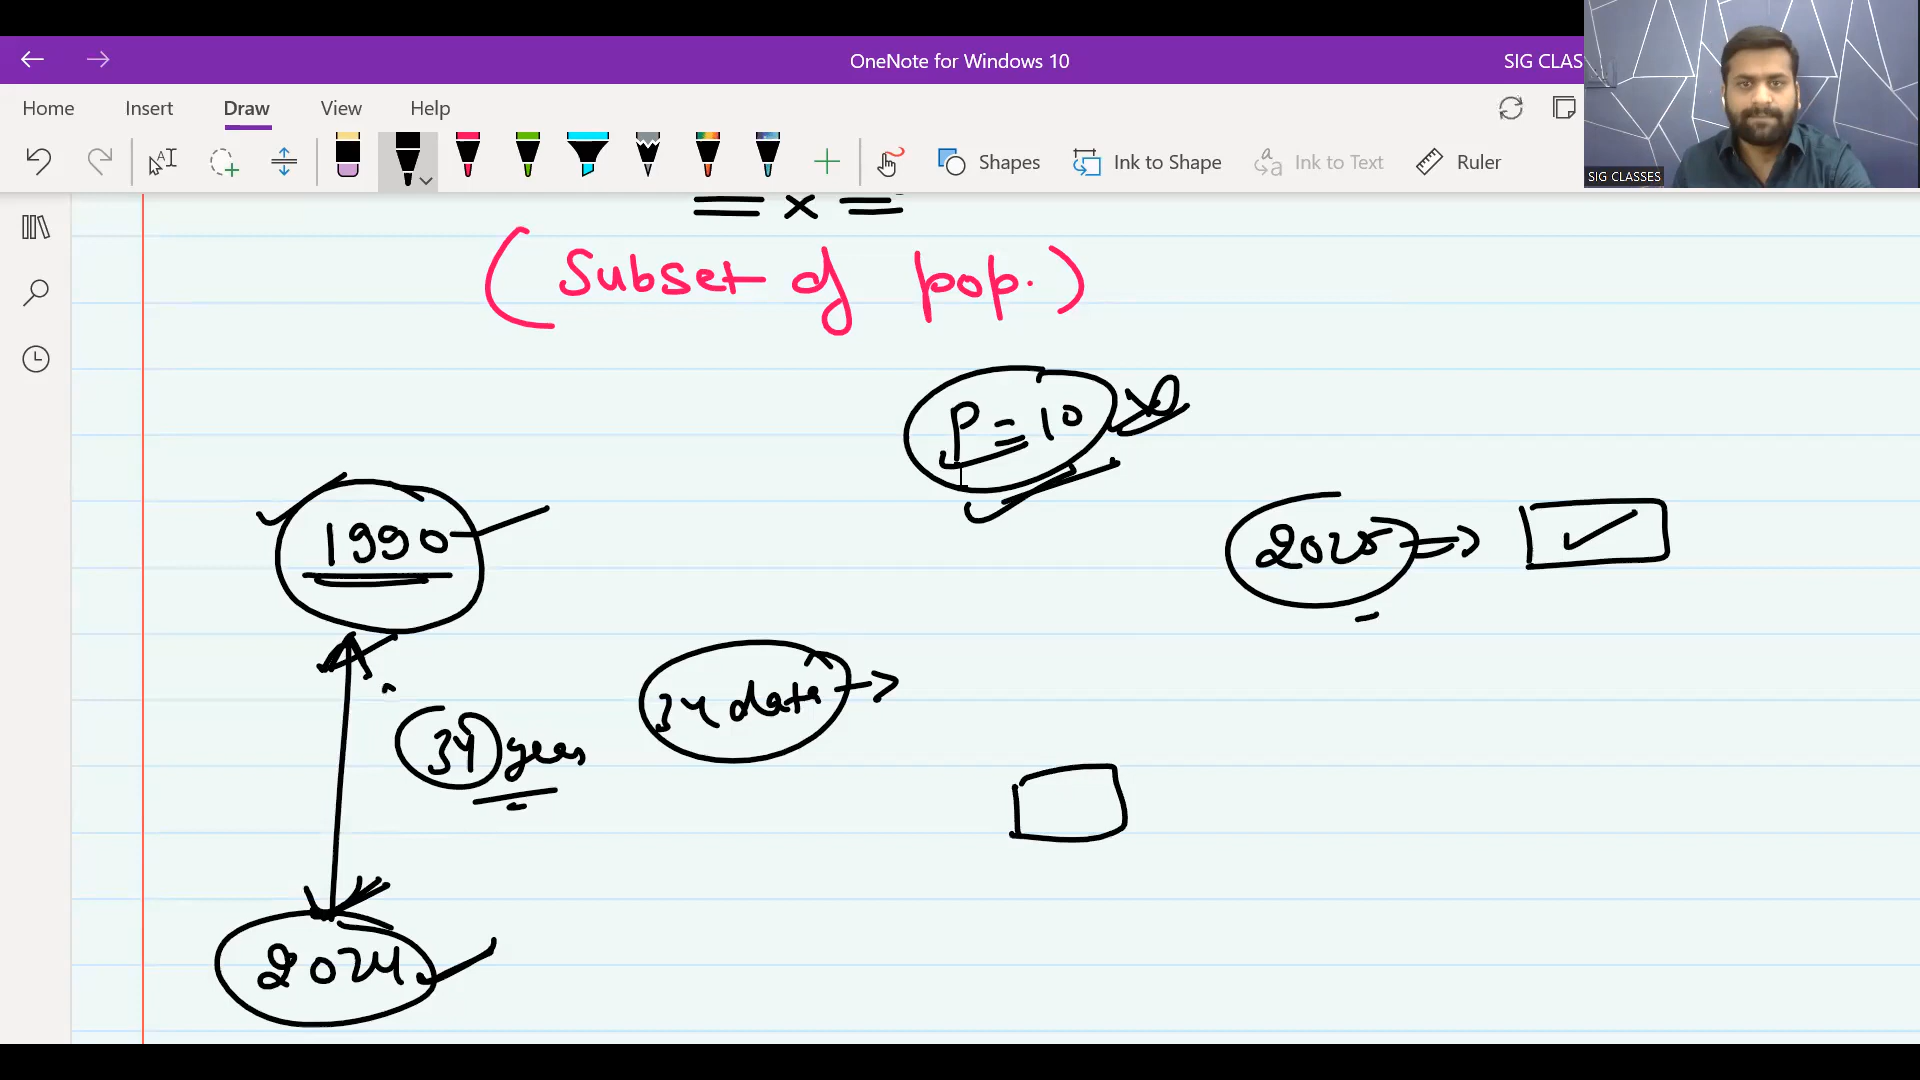 OneNote for Windows 10
SIG CLAS
Home Insert Draw View Help
Shapes Ink to Shape Ink to Text Ruler
SIG CLASSES
(Subset of pop.)
P = 10
1990
2025
34 data
34 years
2024